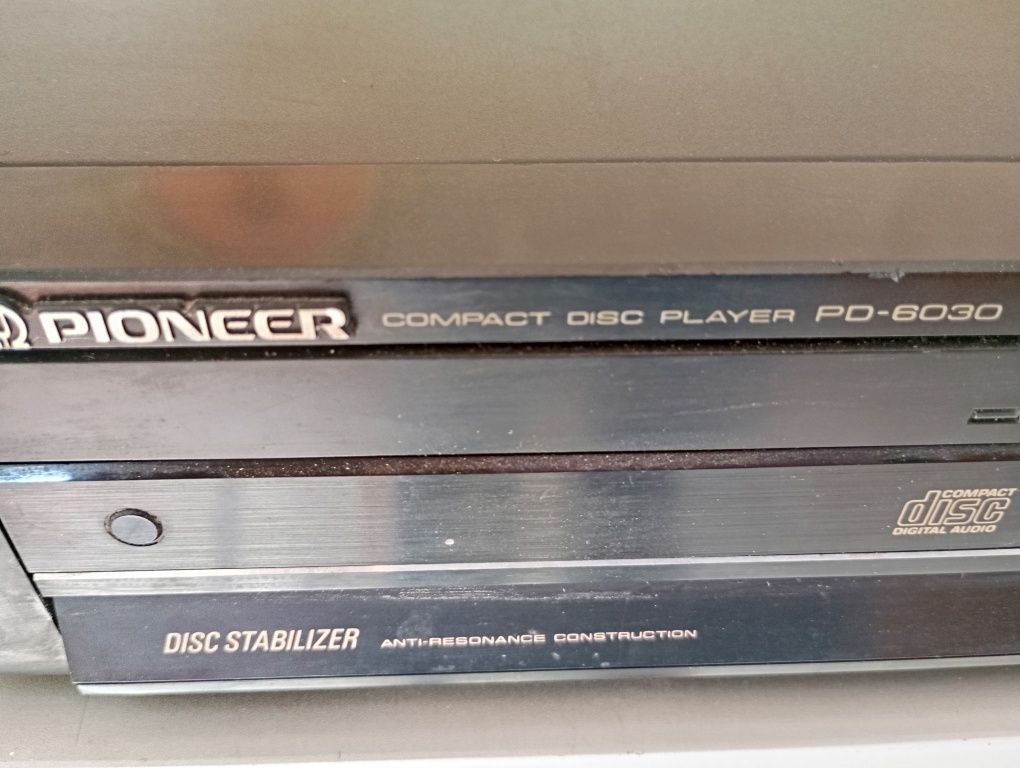 PIONEER COMPACT DISC PLAYER PD-6030
COMPACT
disc
DIGITAL AUDIO
DISC STABILIZER ANTI-RESONANCE CONSTRUCTION